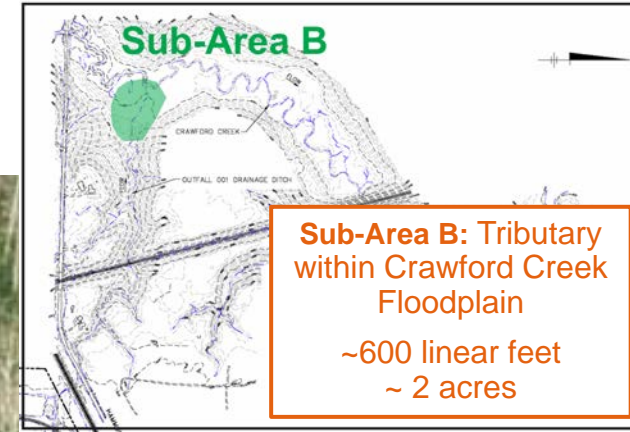 Sub-Area B
CRAWFORD CREEK
OUTFALL 001 DRAINAGE DITCH
Sub-Area B: Tributary
within Crawford Creek
Floodplain
~600 linear feet
~ 2 acres